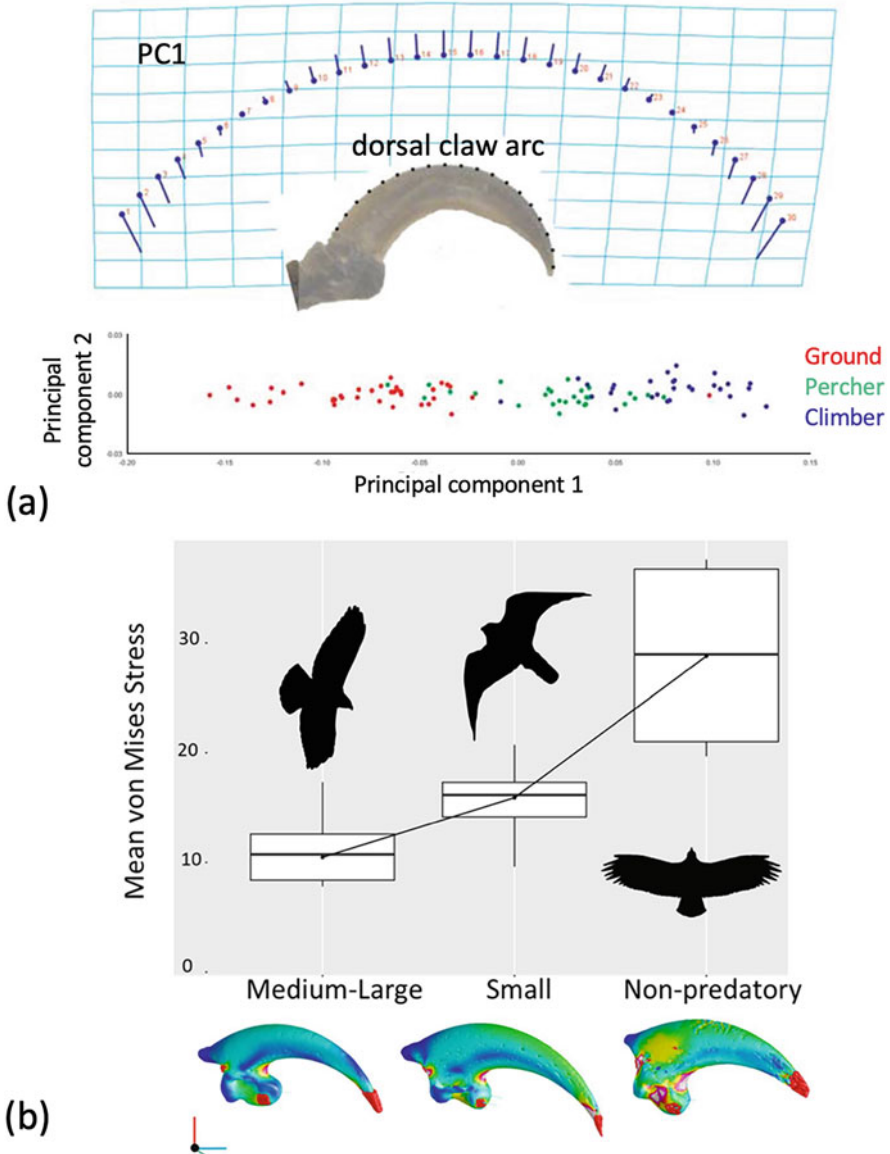 PC1
1 2 3 4 5 6 7 8 9 10 11 12 13 14 15 16 17 18 19 20 21 22 23 24 25 26 27 28 29 30
dorsal claw arc
Principal component 2
0.03
0.00
-0.03
-0.20 -0.15 -0.10 -0.05 0.00 0.05 0.10 0.15
Principal component 1
Ground
Percher
Climber
(a)
Mean von Mises Stress
30
20
10
0
Medium-Large Small Non-predatory
(b)